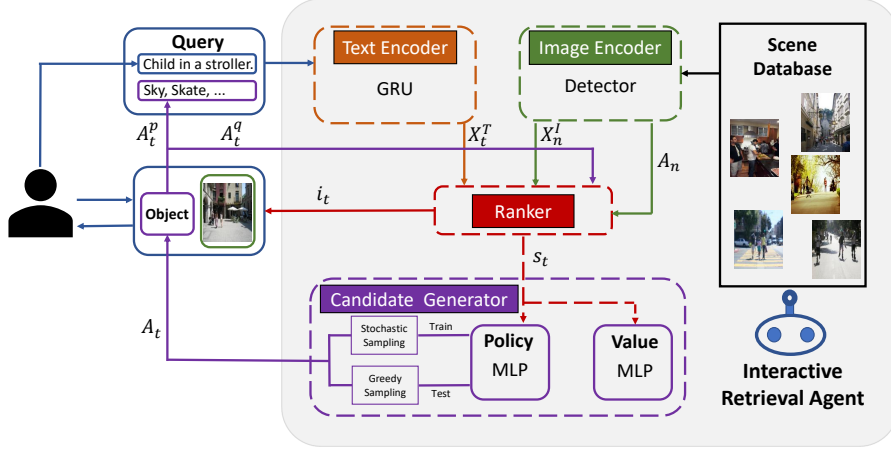 Query
Child in a stroller.
Sky, Skate, ...
Text Encoder
GRU
Image Encoder
Detector
Scene
Database
A_t^p
A_t^q
X_t^T
X_n^I
A_n
Object
i_t
Ranker
s_t
Candidate Generator
A_t
Stochastic
Sampling
Train
Greedy
Sampling
Test
Policy
MLP
Value
MLP
Interactive
Retrieval Agent